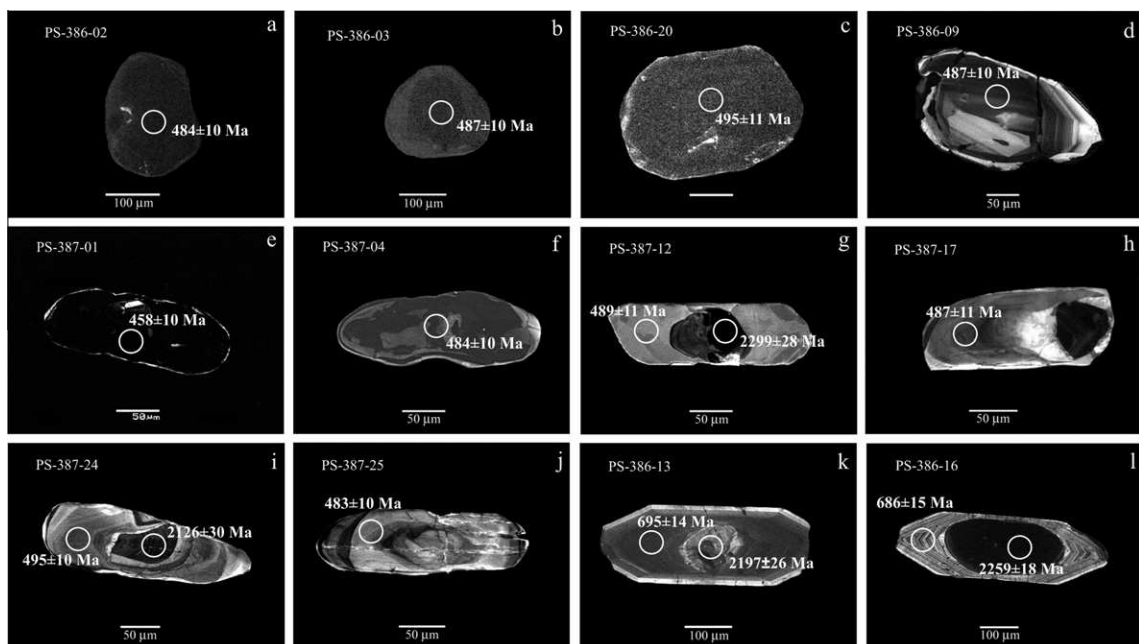 PS-386-02
a
484±10 Ma
100 µm
PS-386-03
b
487±10 Ma
100 µm
PS-386-20
c
495±11 Ma
PS-386-09
d
487±10 Ma
50 µm
PS-387-01
e
458±10 Ma
50µm
PS-387-04
f
484±10 Ma
50 µm
PS-387-12
g
489±11 Ma
2299±28 Ma
50 µm
PS-387-17
h
487±11 Ma
50 µm
PS-387-24
i
2126±30 Ma
495±10 Ma
50 µm
PS-387-25
j
483±10 Ma
50 µm
PS-386-13
k
695±14 Ma
2197±26 Ma
100 µm
PS-386-16
l
686±15 Ma
2259±18 Ma
100 µm